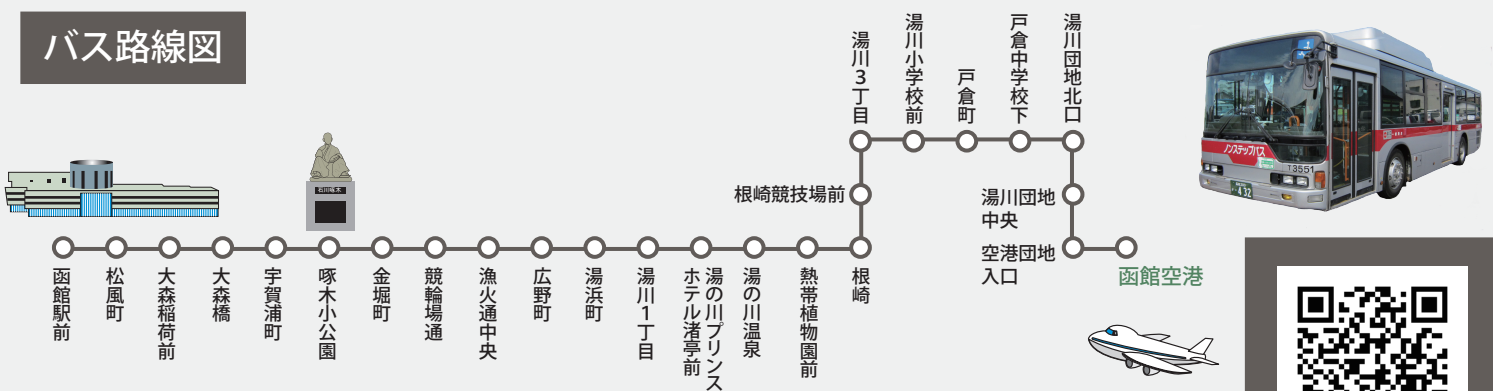 バス路線図
石川啄木
函館駅前
松風町
大森稲荷前
大森橋
宇賀浦町
啄木小公園
金堀町
競輪場通
漁火通中央
広野町
湯浜町
湯川1丁目
湯の川プリンス
ホテル渚亭前
湯の川温泉
熱帯植物園前
根崎
根崎競技場前
湯川3丁目
湯川小学校前
戸倉町
戸倉中学校下
湯川団地北口
湯川団地
中央
空港団地
入口
函館空港
ノンステップバス
T3551
432